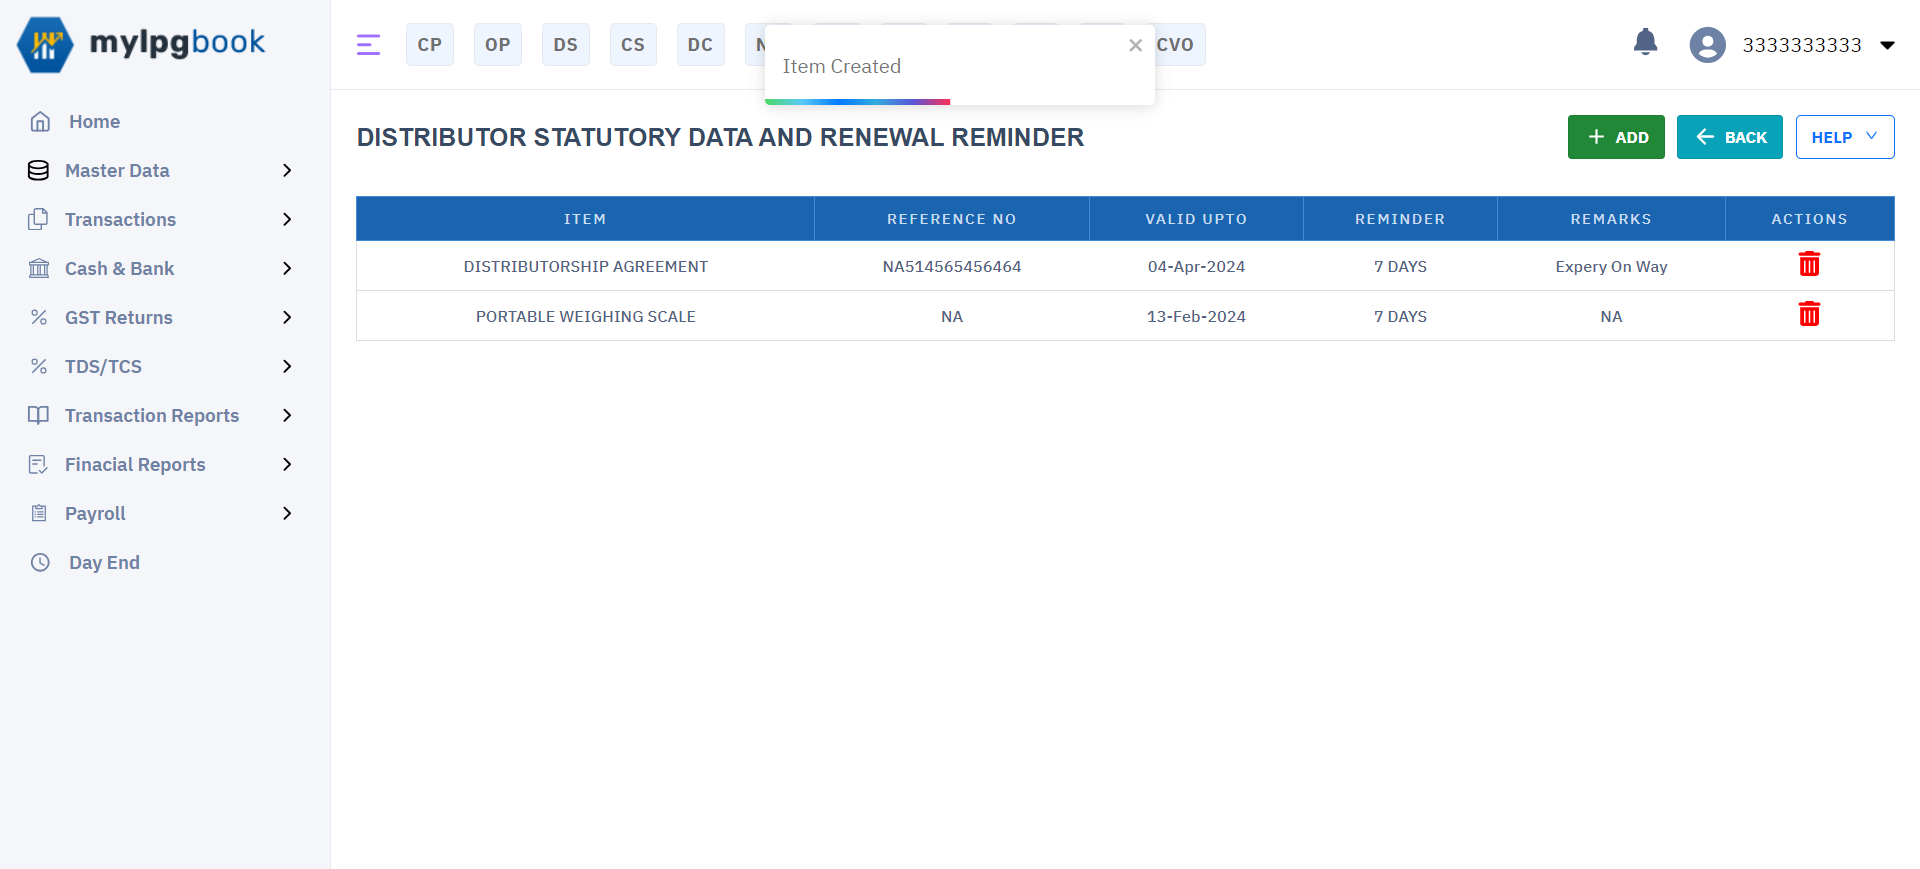 mylpgbook
CP OP DS CS DC CVO
Item Created
3333333333
Home
Master Data
Transactions
Cash & Bank
GST Returns
TDS/TCS
Transaction Reports
Finacial Reports
Payroll
Day End
DISTRIBUTOR STATUTORY DATA AND RENEWAL REMINDER
ADD BACK HELP
ITEM REFERENCE NO VALID UPTO REMINDER REMARKS ACTIONS
DISTRIBUTORSHIP AGREEMENT NA514565456464 04-Apr-2024 7 DAYS Expery On Way
PORTABLE WEIGHING SCALE NA 13-Feb-2024 7 DAYS NA